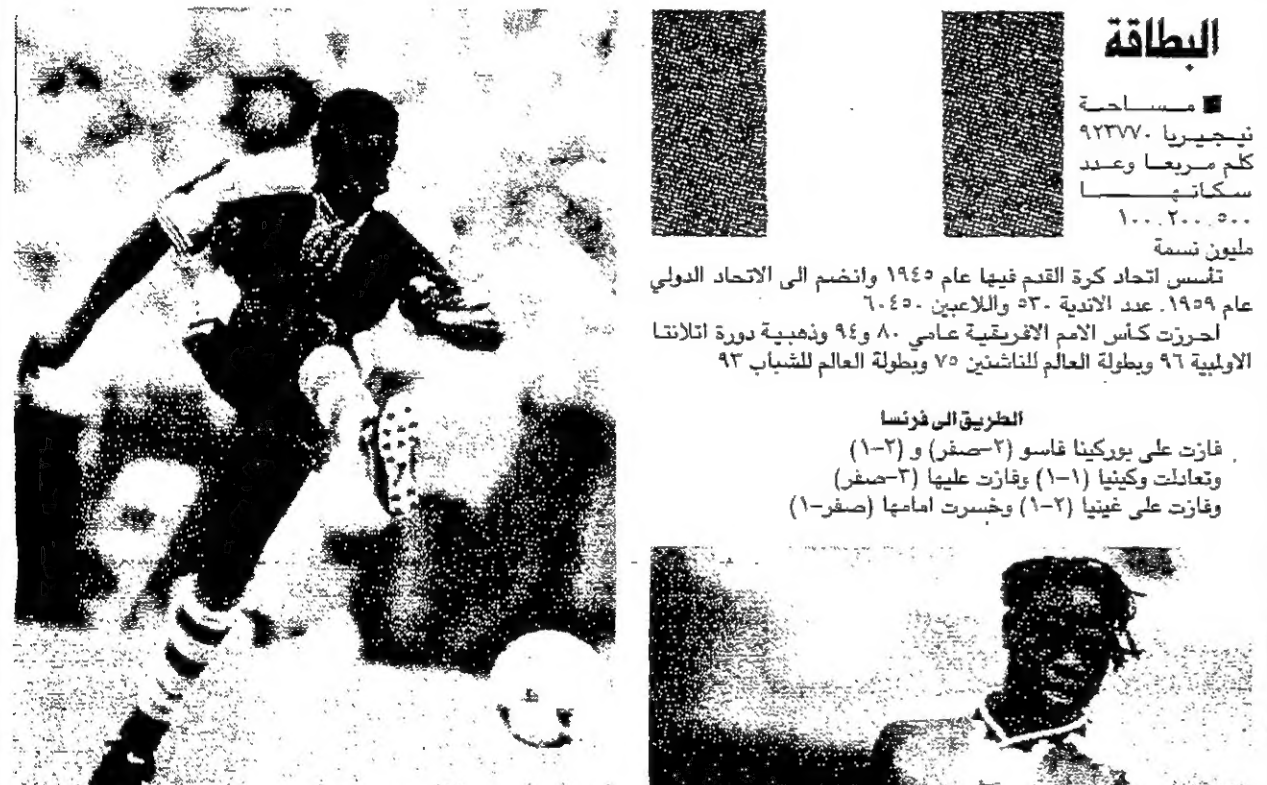 البطاقة
■ مساحة
نيجيريا ٩٢٣٧٧٠
كلم مربعا وعدد
سكانها
١٠٠.٢٠٠.٥٠٠
مليون نسمة
تأسس اتحاد كرة القدم فيها عام ١٩٤٥ وانضم الى الاتحاد الدولي
عام ١٩٥٩. عدد الاندية ٥٣٠ واللاعبين ٦٠٤٥٠
احرزت كأس الامم الافريقية عامي ٨٠ و٩٤ وذهبية دورة اتلانتا
الاولمبية ٩٦ وبطولة العالم للناشئين ٧٥ وبطولة العالم للشباب ٩٣
الطريق الى فرنسا
فازت على بوركينا فاسو (٢-صفر) و (٢-١)
وتعادلت وكينيا (١-١) وفازت عليها (٣-صفر)
وفازت على غينيا (٢-١) وخسرت امامها (صفر-١)